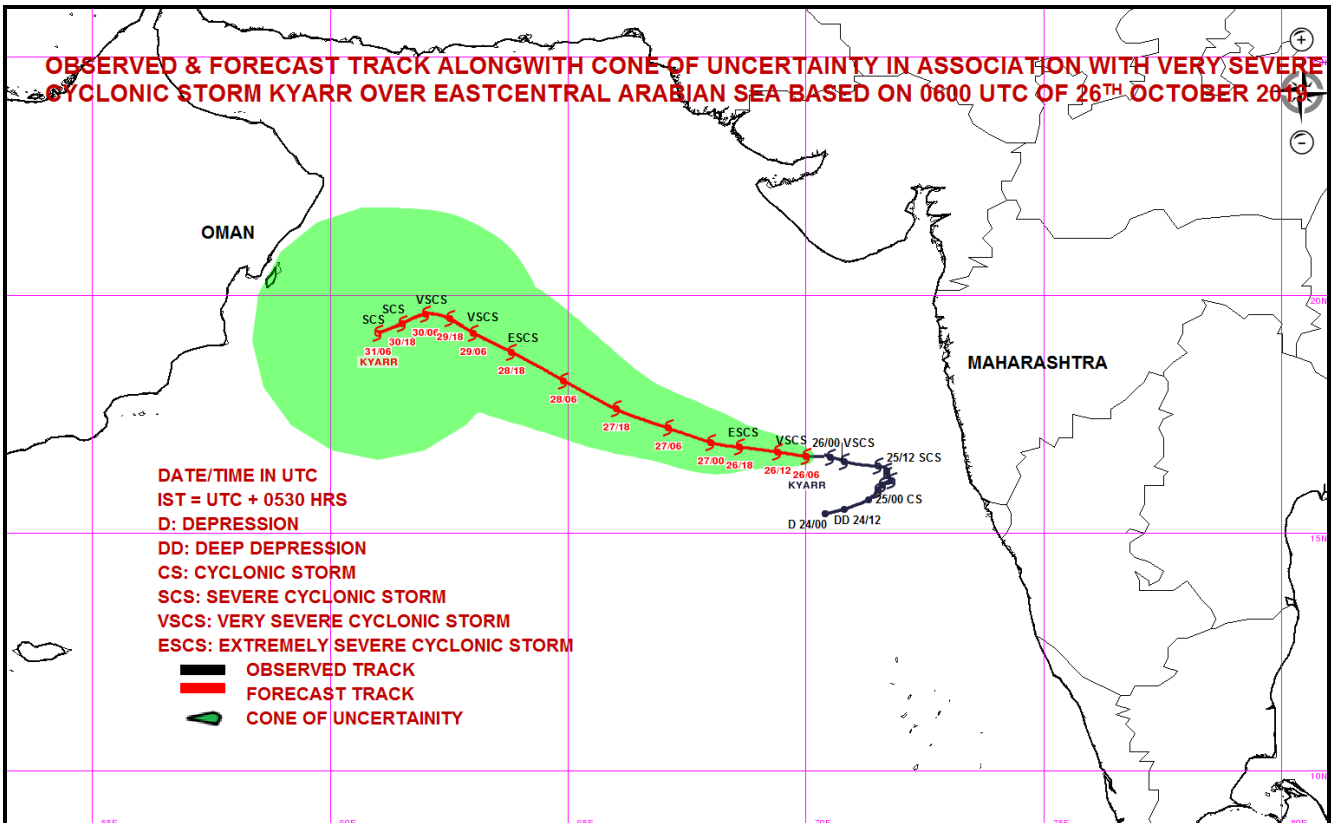 OBSERVED & FORECAST TRACK ALONGWITH CONE OF UNCERTAINTY IN ASSOCIATION WITH VERY SEVERE
CYCLONIC STORM KYARR OVER EASTCENTRAL ARABIAN SEA BASED ON 0600 UTC OF 26TH OCTOBER 2019
OMAN
20N
MAHARASHTRA
VSCS
SCS
SCS
VSCS
ESCS
30/06
29/18
30/18
29/06
31/06
KYARR
28/18
28/06
27/18
27/06
ESCS
VSCS
26/00 VSCS
25/12 SCS
27/00
26/18
26/12
26/06
KYARR
25/00 CS
D 24/00
DD 24/12
15N
DATE/TIME IN UTC
IST = UTC + 0530 HRS
D: DEPRESSION
DD: DEEP DEPRESSION
CS: CYCLONIC STORM
SCS: SEVERE CYCLONIC STORM
VSCS: VERY SEVERE CYCLONIC STORM
ESCS: EXTREMELY SEVERE CYCLONIC STORM
OBSERVED TRACK
FORECAST TRACK
CONE OF UNCERTAINITY
10N